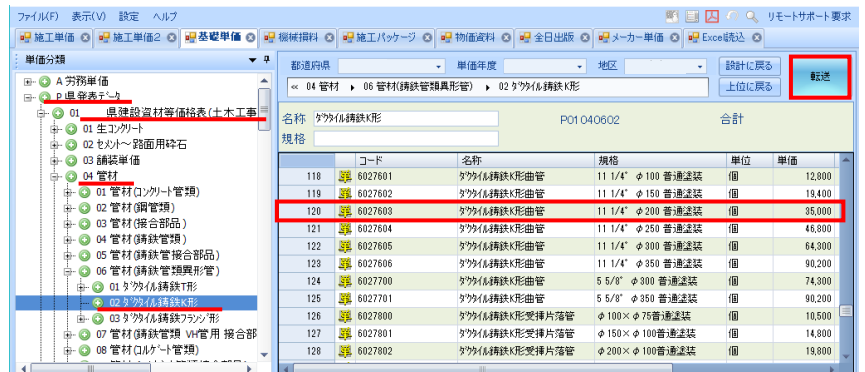 ファイル(F) 表示(V) 設定 ヘルプ リモートサポート要求
施工単価 施工単価2 基礎単価 機械損料 施工パッケージ 物価資料 全日出版 メーカー単価 Excel読込
単価分類
A 労務単価
P 県発表データ
01 県建設資材等価格表(土木工事
01 生コンクリート
02 セメント～路面用砕石
03 舗装単価
04 管材
01 管材(コンクリート管類)
02 管材(鋼管類)
03 管材(接合部品)
04 管材(鋳鉄管類)
05 管材(鋳鉄管接合部品)
06 管材(鋳鉄管類異形管)
01 ダクタイル鋳鉄T形
02 ダクタイル鋳鉄K形
03 ダクタイル鋳鉄フランジ形
07 管材(鋳鉄管類 VH管用 接合部
08 管材(コルゲート管類)
都道府県 単価年度 地区 設計に戻る 転送
≪ 04 管材 ▶ 06 管材(鋳鉄管類異形管) ▶ 02 ダクタイル鋳鉄K形 上位に戻る
名称 ダクタイル鋳鉄K形 P01040602 合計
規格
コード 名称 規格 単位 単価
118 6027601 ダクタイル鋳鉄K形曲管 11 1/4ﾟ φ100 普通塗装 個 12,800
119 6027602 ダクタイル鋳鉄K形曲管 11 1/4ﾟ φ150 普通塗装 個 19,400
120 6027603 ダクタイル鋳鉄K形曲管 11 1/4ﾟ φ200 普通塗装 個 35,000
121 6027604 ダクタイル鋳鉄K形曲管 11 1/4ﾟ φ250 普通塗装 個 46,800
122 6027605 ダクタイル鋳鉄K形曲管 11 1/4ﾟ φ300 普通塗装 個 64,300
123 6027606 ダクタイル鋳鉄K形曲管 11 1/4ﾟ φ350 普通塗装 個 90,200
124 6027700 ダクタイル鋳鉄K形曲管 5 5/8ﾟ φ300 普通塗装 個 74,300
125 6027701 ダクタイル鋳鉄K形曲管 5 5/8ﾟ φ350 普通塗装 個 90,200
126 6027800 ダクタイル鋳鉄K形受挿片落管 φ100×φ75普通塗装 個 10,500
127 6027801 ダクタイル鋳鉄K形受挿片落管 φ150×φ100普通塗装 個 14,800
128 6027802 ダクタイル鋳鉄K形受挿片落管 φ200×φ100普通塗装 個 19,800